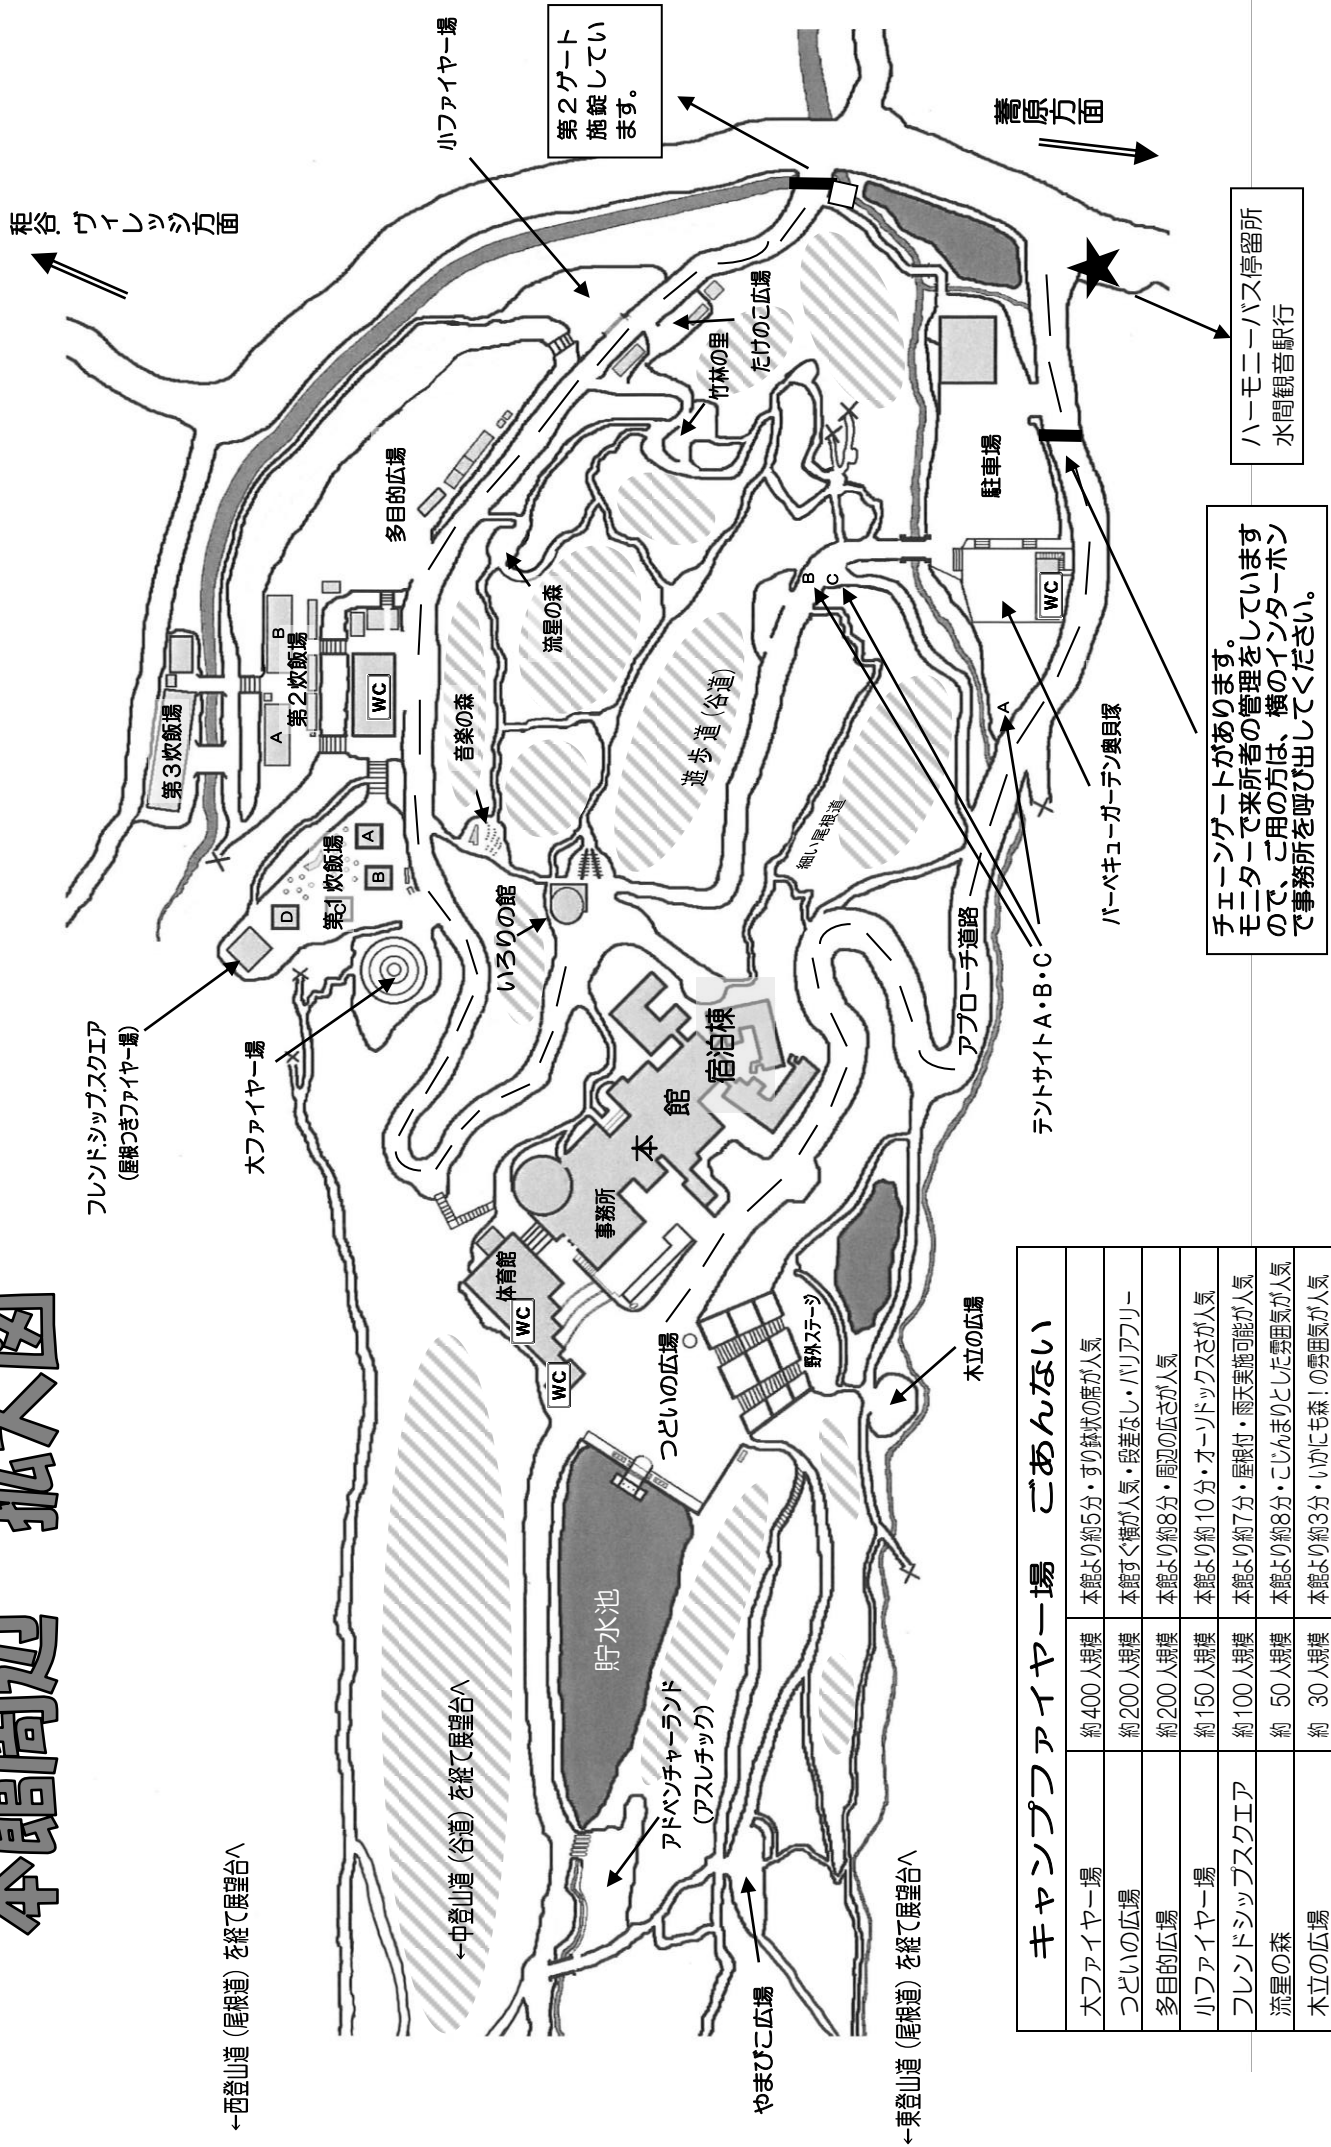 本館周辺　拡大図
←西登山道（尾根道）を経て展望台へ
←中登山道（谷道）を経て展望台へ
←東登山道（尾根道）を経て展望台へ
やまびこ広場
アドベンチャーランド
（アスレチック）
貯水池
つどいの広場
野外ステージ
木立の広場
WC
WC
体育館
事務所
本
館
宿泊棟
フレンド.シップ.スクエア
（屋根つきファイヤー場）
大ファイヤー場
いろりの館
音楽の森
流星の森
第1炊飯場
A
B
C
D
第2炊飯場
A
B
WC
第3炊飯場
多目的広場
小ファイヤー場
竹林の里
たけのこ広場
遊歩道（谷道）
細い尾根道
アプローチ道路
テントサイトA・B・C
A
B
C
バーベキューガーデン奥貝塚
WC
駐車場
秬谷.ヴィレッジ方面
蕎原
方面
第2ゲート
施錠してい
ます。
ハーモニーバス停留所
水間観音駅行
チェーンゲートがあります。
モニターで来所者の管理をしています
ので、ご用の方は、横のインターホン
で事務所を呼び出してください。
キャンプファイヤー場　ごあんない
大ファイヤー場　約400人規模　本館より約5分・すり鉢状の席が人気
つどいの広場　約200人規模　本館すぐ横が人気・段差なし・バリアフリー
多目的広場　約200人規模　本館より約8分・周辺の広さが人気
小ファイヤー場　約150人規模　本館より約10分・オーソドックスさが人気
フレンドシップスクエア　約100人規模　本館より約7分・屋根付・雨天実施可能が人気
流星の森　約 50人規模　本館より約8分・こじんまりとした雰囲気が人気
木立の広場　約 30人規模　本館より約3分・いかにも森！の雰囲気が人気